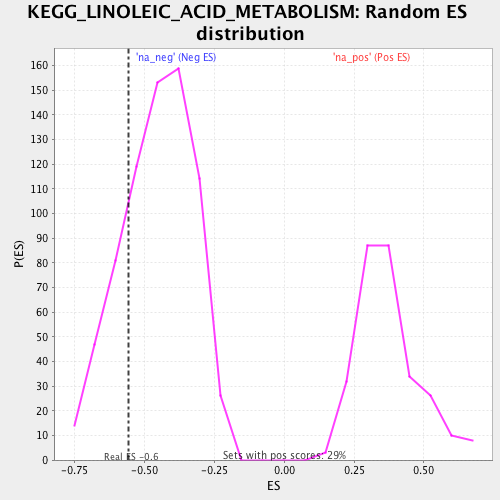 KEGG_LINOLEIC_ACID_METABOLISM: Random ES
distribution
'na_neg' (Neg ES)
'na_pos' (Pos ES)
160
150
140
130
120
110
100
90
80
70
60
50
40
30
20
10
0
P(ES)
Real ES -0.6
Sets with pos scores: 29%
-0.75
-0.50
-0.25
0.00
0.25
0.50
ES